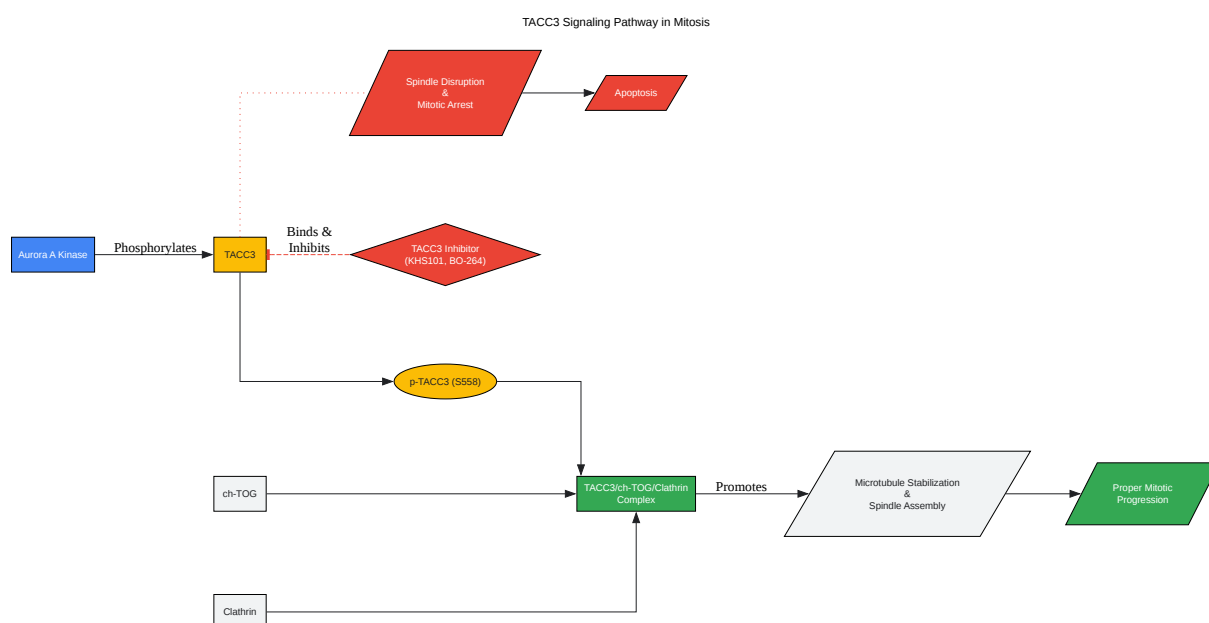 TACC3 Signaling Pathway in Mitosis
Spindle Disruption
&
Mitotic Arrest
Apoptosis
Aurora A Kinase
Phosphorylates
TACC3
Binds &
Inhibits
TACC3 Inhibitor
(KHS101, BO-264)
p-TACC3 (S558)
ch-TOG
TACC3/ch-TOG/Clathrin
Complex
Promotes
Microtubule Stabilization
&
Spindle Assembly
Proper Mitotic
Progression
Clathrin